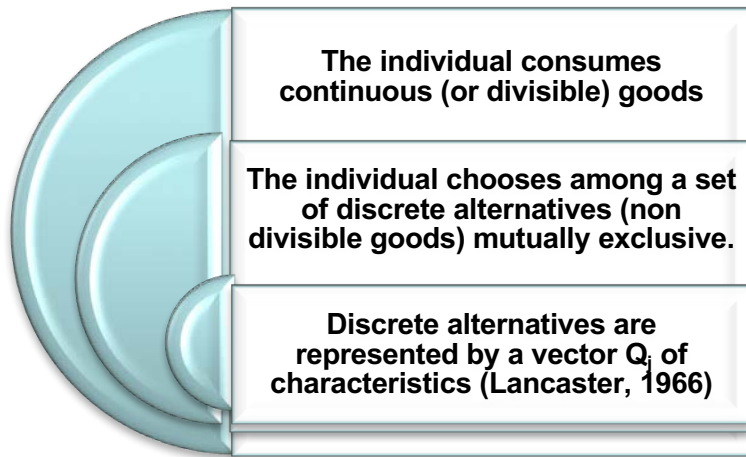 The individual consumes
continuous (or divisible) goods
The individual chooses among a set
of discrete alternatives (non
divisible goods) mutually exclusive.
Discrete alternatives are
represented by a vector Qj of
characteristics (Lancaster, 1966)